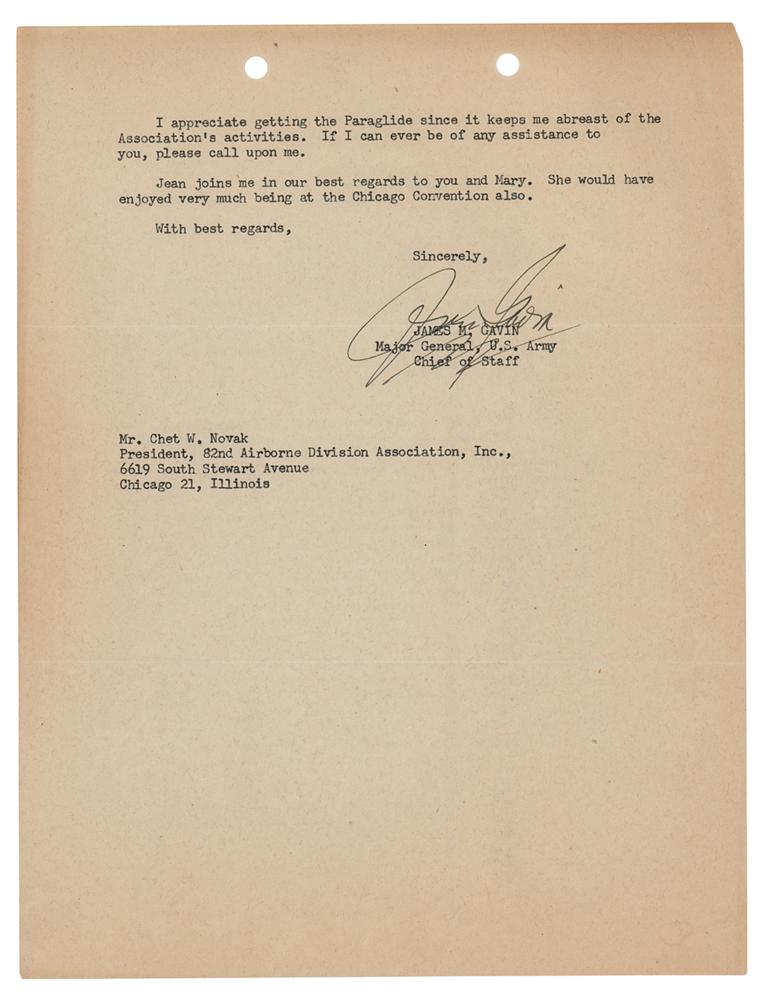 I appreciate getting the Paraglide since it keeps me abreast of the
Association's activities. If I can ever be of any assistance to
you, please call upon me.
Jean joins me in our best regards to you and Mary. She would have
enjoyed very much being at the Chicago Convention also.
With best regards,
Sincerely,
JAMES M. GAVIN
Major General, U.S. Army
Chief of Staff
Mr. Chet W. Novak
President, 82nd Airborne Division Association, Inc.,
6619 South Stewart Avenue
Chicago 21, Illinois